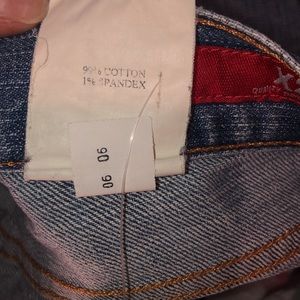 99% COTTON
1% SPANDEX
06 06
X